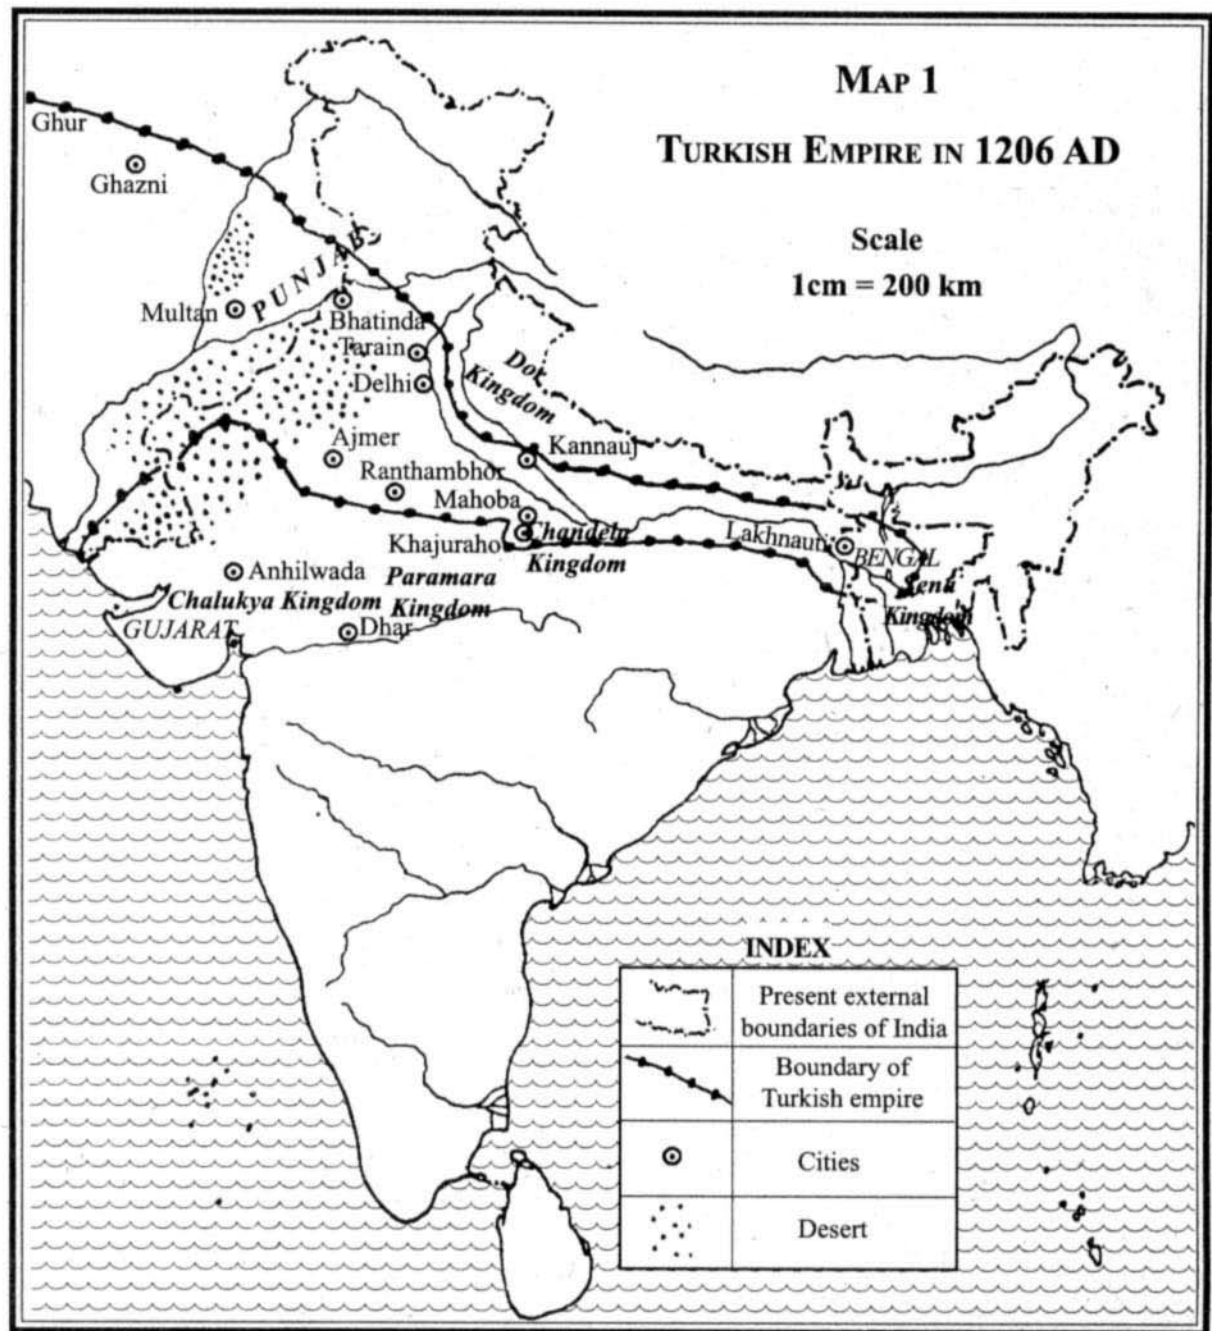 MAP 1
TURKISH EMPIRE IN 1206 AD
Scale
1cm = 200 km
Ghur
Ghazni
PUNJAB
Multan
Bhatinda
Tarain
Delhi
Dor
Kingdom
Ajmer
Kannauj
Ranthambhor
Mahoba
Khajuraho
Chandela
Kingdom
Lakhnauti
BENGAL
Sena
Kingdom
Anhilwada
Paramara
Kingdom
Chalukya Kingdom
GUJARAT
Dhar
INDEX
Present external
boundaries of India
Boundary of
Turkish empire
Cities
Desert